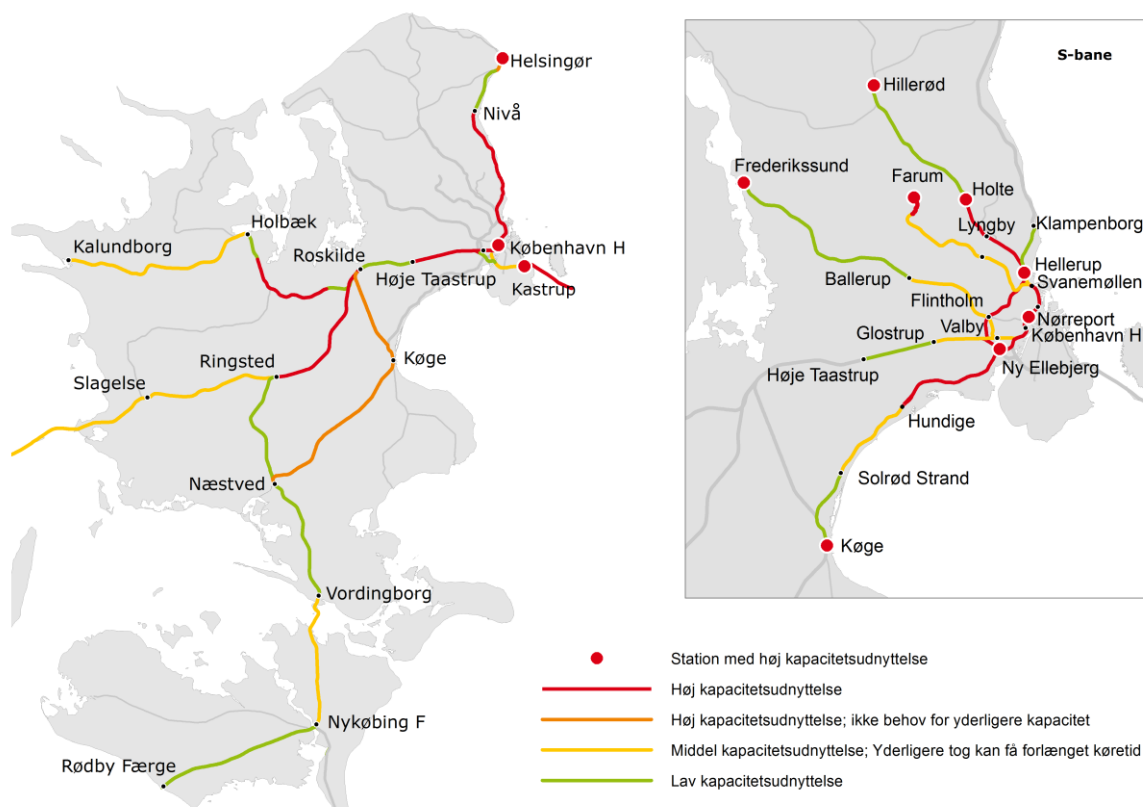 Helsingør
Nivå
Holbæk
Kalundborg
Roskilde
København H
Høje Taastrup
Kastrup
Ringsted
Køge
Slagelse
Næstved
Vordingborg
Nykøbing F
Rødby Færge
S-bane
Hillerød
Frederikssund
Farum
Holte
Lyngby
Klampenborg
Hellerup
Ballerup
Svanemøllen
Flintholm
Nørreport
Valby
København H
Glostrup
Høje Taastrup
Ny Ellebjerg
Hundige
Solrød Strand
Køge
Station med høj kapacitetsudnyttelse
Høj kapacitetsudnyttelse
Høj kapacitetsudnyttelse; ikke behov for yderligere kapacitet
Middel kapacitetsudnyttelse; Yderligere tog kan få forlænget køretid
Lav kapacitetsudnyttelse